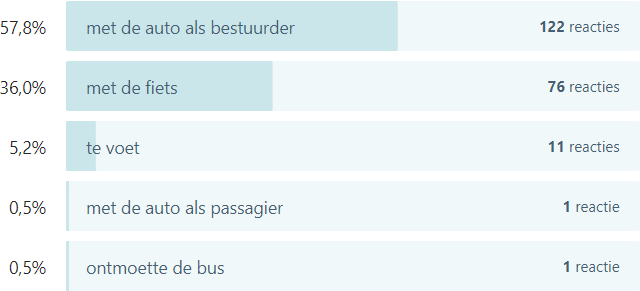 57,8% met de auto als bestuurder 122 reacties
36,0% met de fiets 76 reacties
5,2% te voet 11 reacties
0,5% met de auto als passagier 1 reactie
0,5% ontmoette de bus 1 reactie